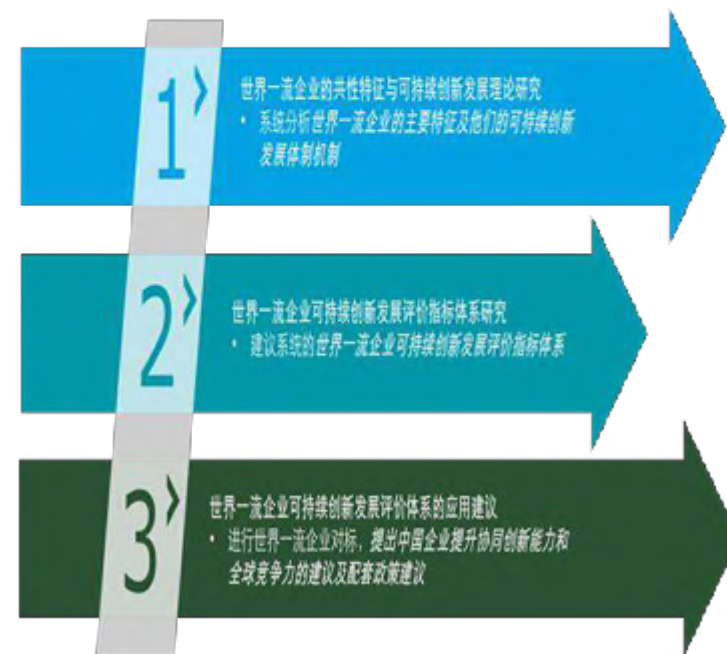 1
世界一流企业的共性特征与可持续创新发展理论研究
• 系统分析世界一流企业的主要特征及他们的可持续创新
发展体制机制
2
世界一流企业可持续创新发展评价指标体系研究
• 建议系统的世界一流企业可持续创新发展评价指标体系
3
世界一流企业可持续创新发展评价体系的应用建议
• 进行世界一流企业对标，提出中国企业提升协同创新能力和
全球竞争力的建议及配套政策建议